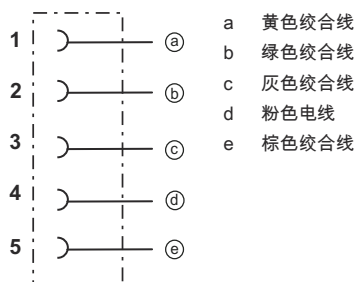 1 ⓐ
2 ⓑ
3 ⓒ
4 ⓓ
5 ⓔ
a 黄色绞合线
b 绿色绞合线
c 灰色绞合线
d 粉色电线
e 棕色绞合线